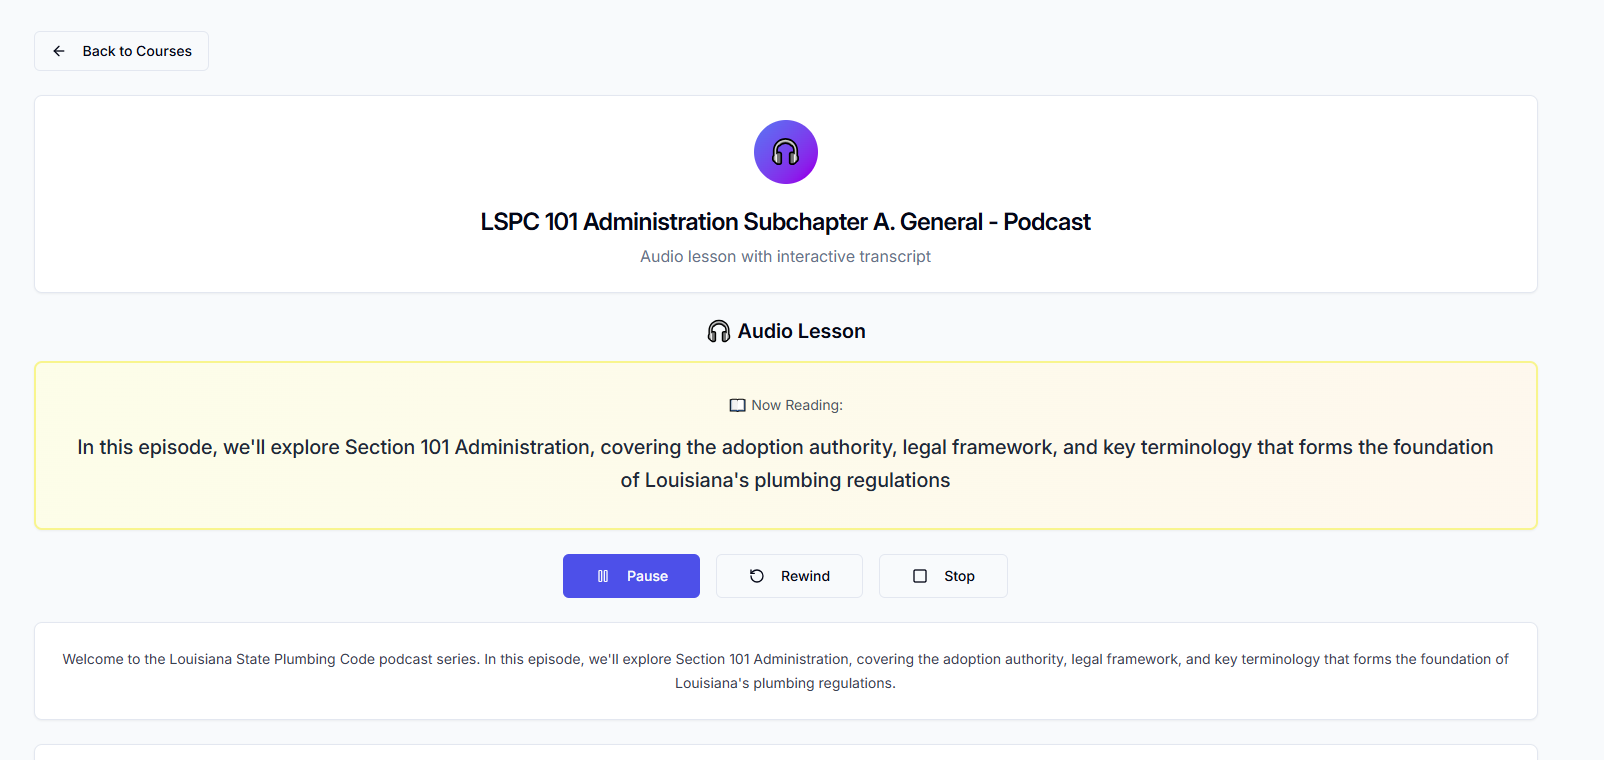 Back to Courses
LSPC 101 Administration Subchapter A. General - Podcast
Audio lesson with interactive transcript
Audio Lesson
Now Reading:
In this episode, we'll explore Section 101 Administration, covering the adoption authority, legal framework, and key terminology that forms the foundation
of Louisiana's plumbing regulations
Pause
Rewind
Stop
Welcome to the Louisiana State Plumbing Code podcast series. In this episode, we'll explore Section 101 Administration, covering the adoption authority, legal framework, and key terminology that forms the foundation of
Louisiana's plumbing regulations.